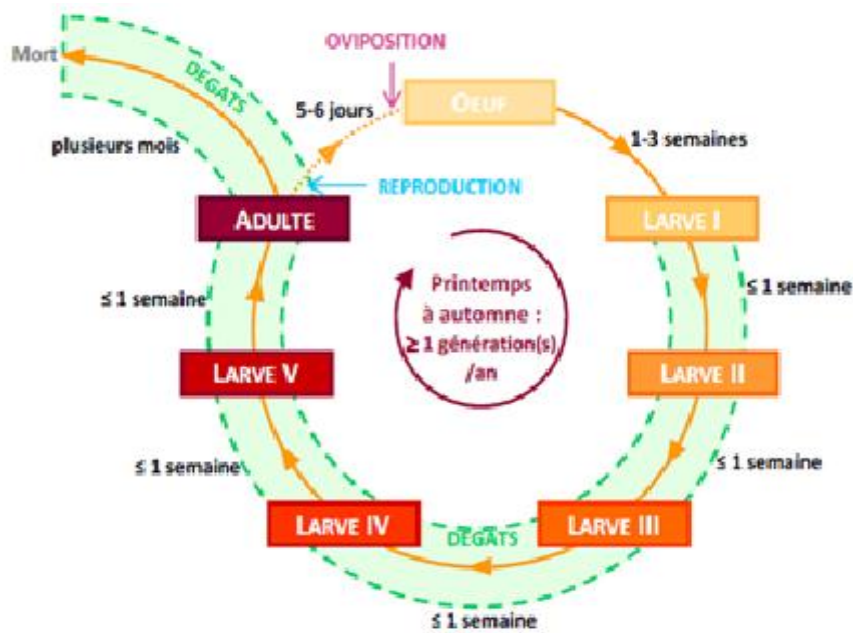 OVIPOSITION
Mort
DEGATS
5-6 jours
OEUF
1-3 semaines
plusieurs mois
REPRODUCTION
ADULTE
LARVE I
≤ 1 semaine
Printemps
à automne :
≥ 1 génération(s)
/an
≤ 1 semaine
LARVE V
LARVE II
≤ 1 semaine
≤ 1 semaine
LARVE IV
DEGATS
LARVE III
≤ 1 semaine